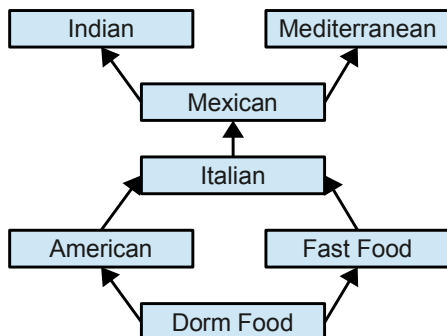 Indian
Mediterranean
Mexican
Italian
American
Fast Food
Dorm Food